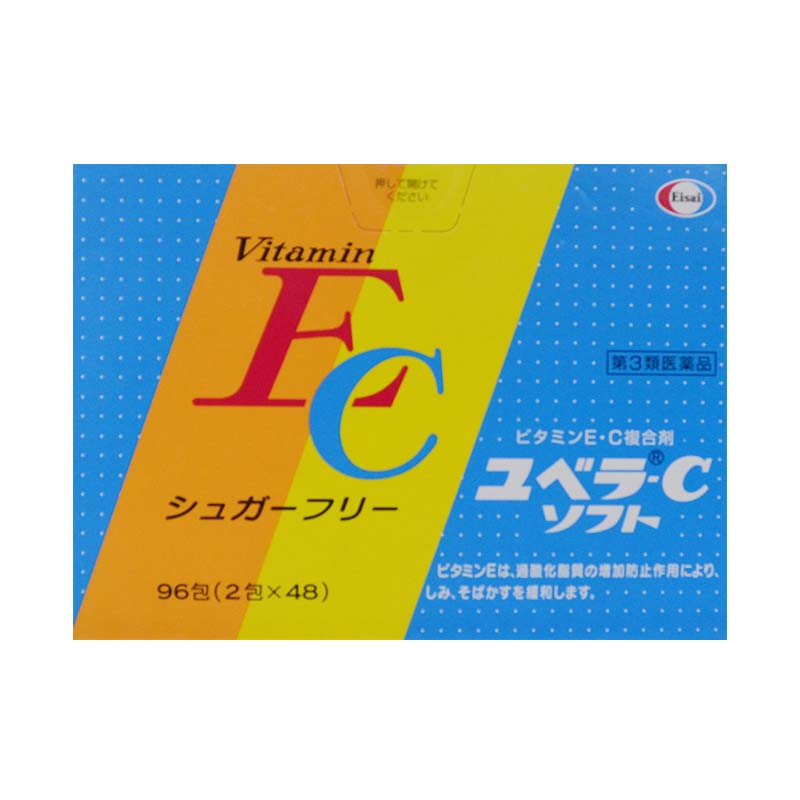 押して開けて
ください
Eisai
Vitamin
EC
第3類医薬品
ビタミンE・C複合剤
ユベラ-C®
ソフト
シュガーフリー
ビタミンEは、過酸化脂質の増加防止作用により、
しみ、そばかすを緩和します。
96包(2包×48)